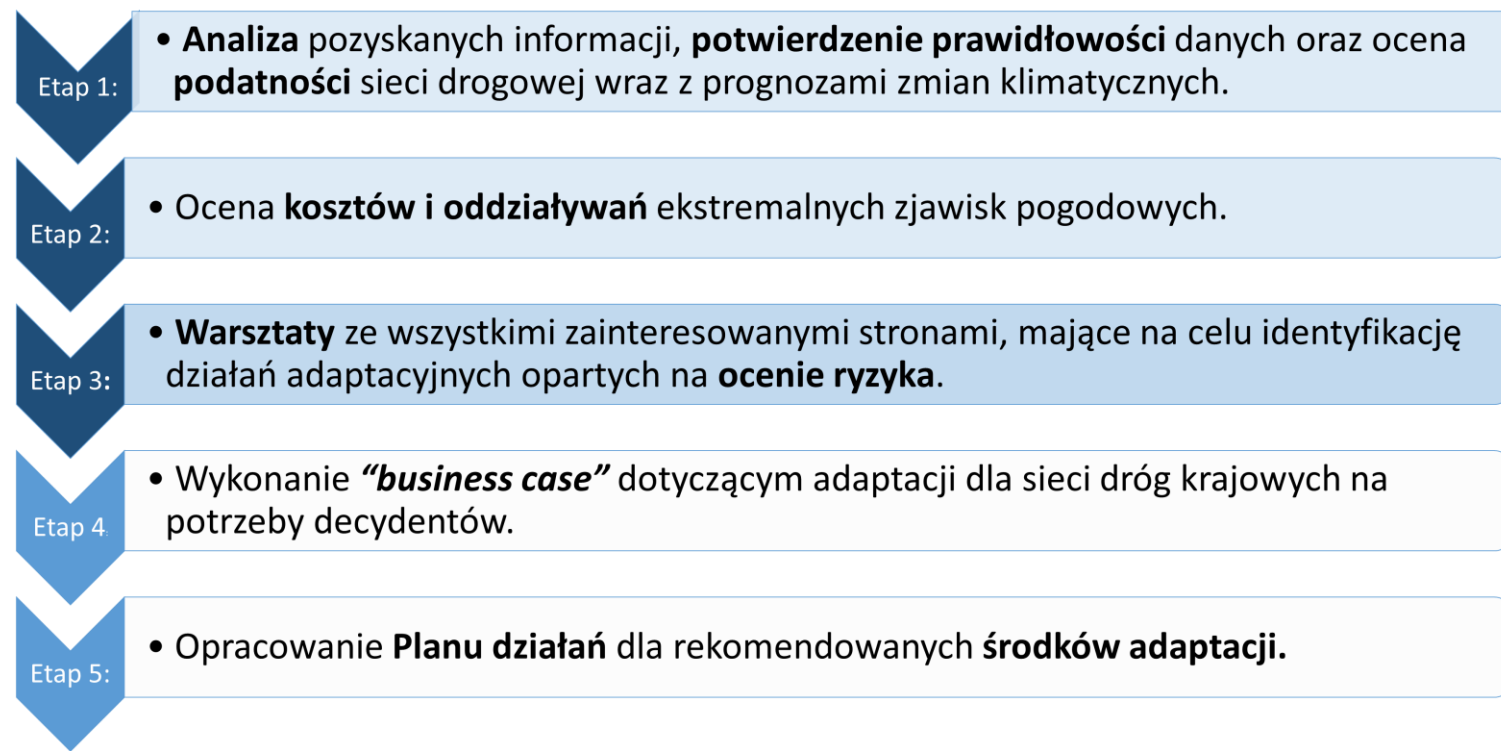 Etap 1:
• Analiza pozyskanych informacji, potwierdzenie prawidłowości danych oraz ocena
podatności sieci drogowej wraz z prognozami zmian klimatycznych.
Etap 2:
• Ocena kosztów i oddziaływań ekstremalnych zjawisk pogodowych.
Etap 3:
• Warsztaty ze wszystkimi zainteresowanymi stronami, mające na celu identyfikację
działań adaptacyjnych opartych na ocenie ryzyka.
Etap 4.
• Wykonanie “business case” dotyczącym adaptacji dla sieci dróg krajowych na
potrzeby decydentów.
Etap 5:
• Opracowanie Planu działań dla rekomendowanych środków adaptacji.